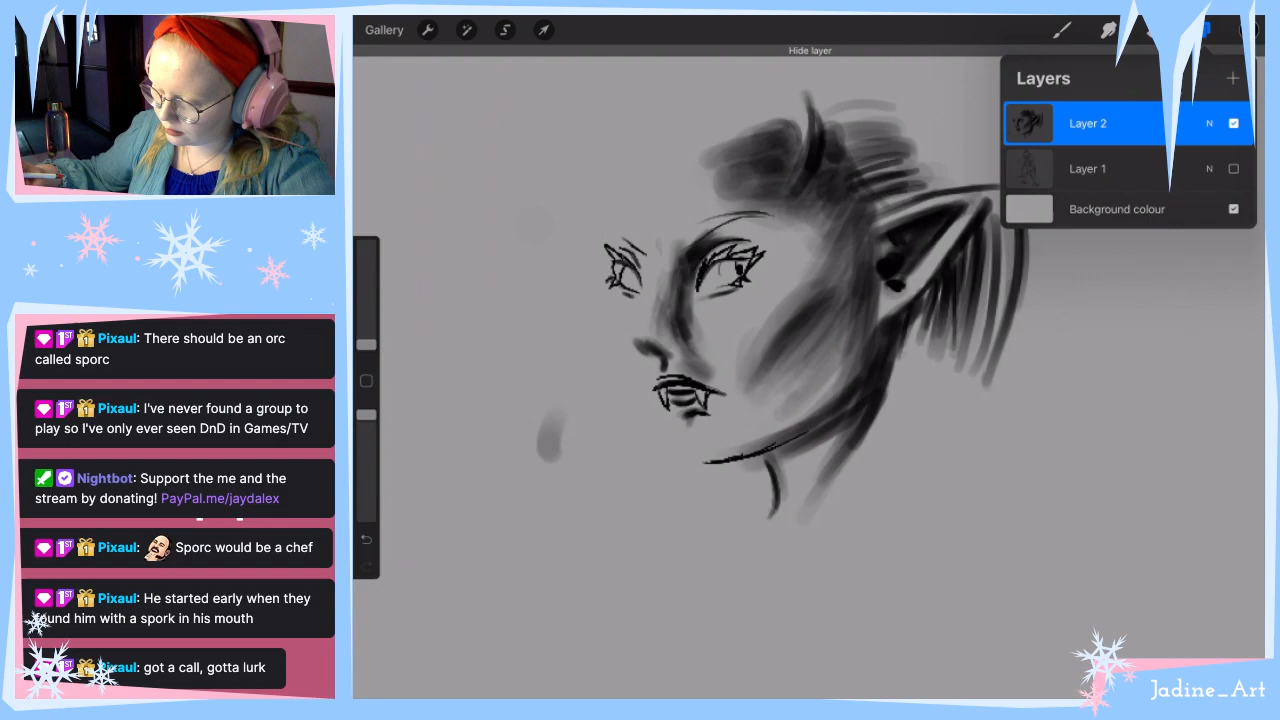 Gallery
Hide layer
Layers
Layer 2
N
Layer 1
N
Background colour
Pixaul: There should be an orc
called sporc
Pixaul: I've never found a group to
play so I've only ever seen DnD in Games/TV
Nightbot: Support the me and the
stream by donating! PayPal.me/jaydalex
Pixaul: Sporc would be a chef
Pixaul: He started early when they
found him with a spork in his mouth
Pixaul: got a call, gotta lurk
Jadine_Art